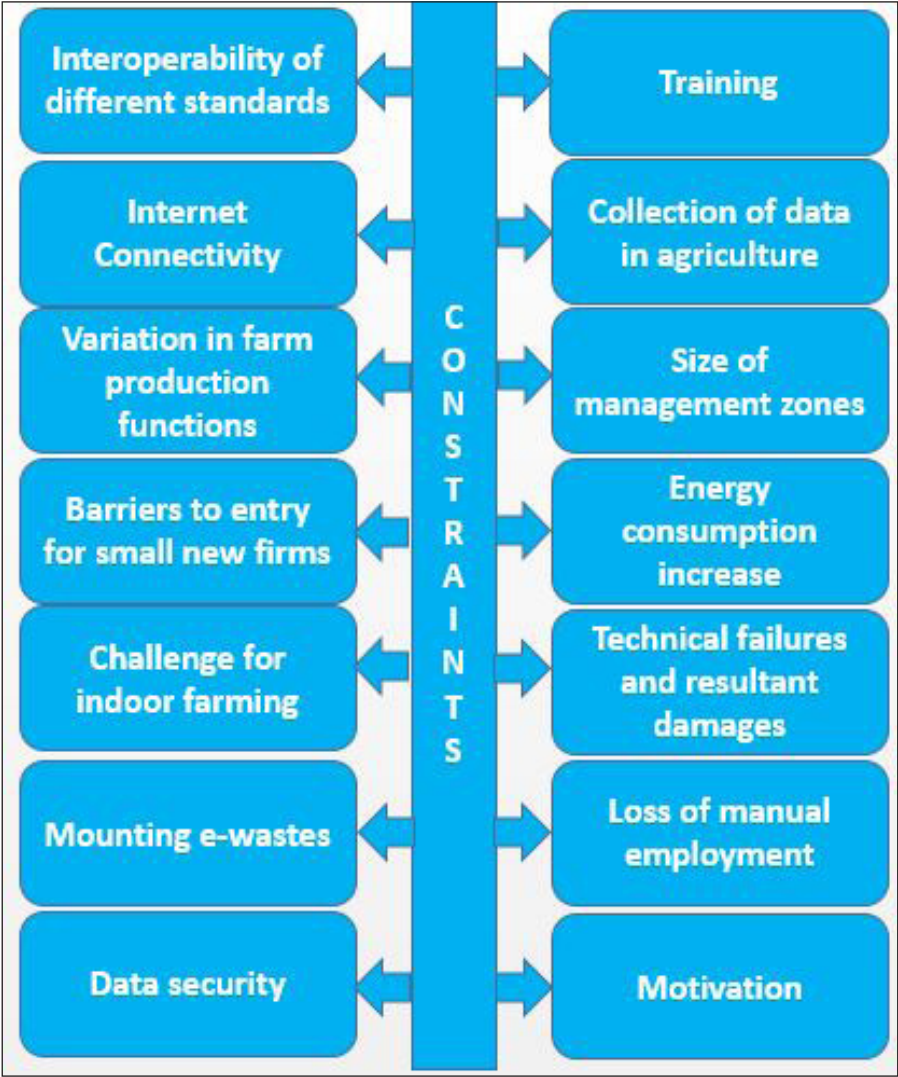 Interoperability of
different standards
Internet
Connectivity
Variation in farm
production
functions
Barriers to entry
for small new firms
Challenge for
indoor farming
Mounting e-wastes
Data security
C
O
N
S
T
R
A
I
N
T
S
Training
Collection of data
in agriculture
Size of
management zones
Energy
consumption
increase
Technical failures
and resultant
damages
Loss of manual
employment
Motivation